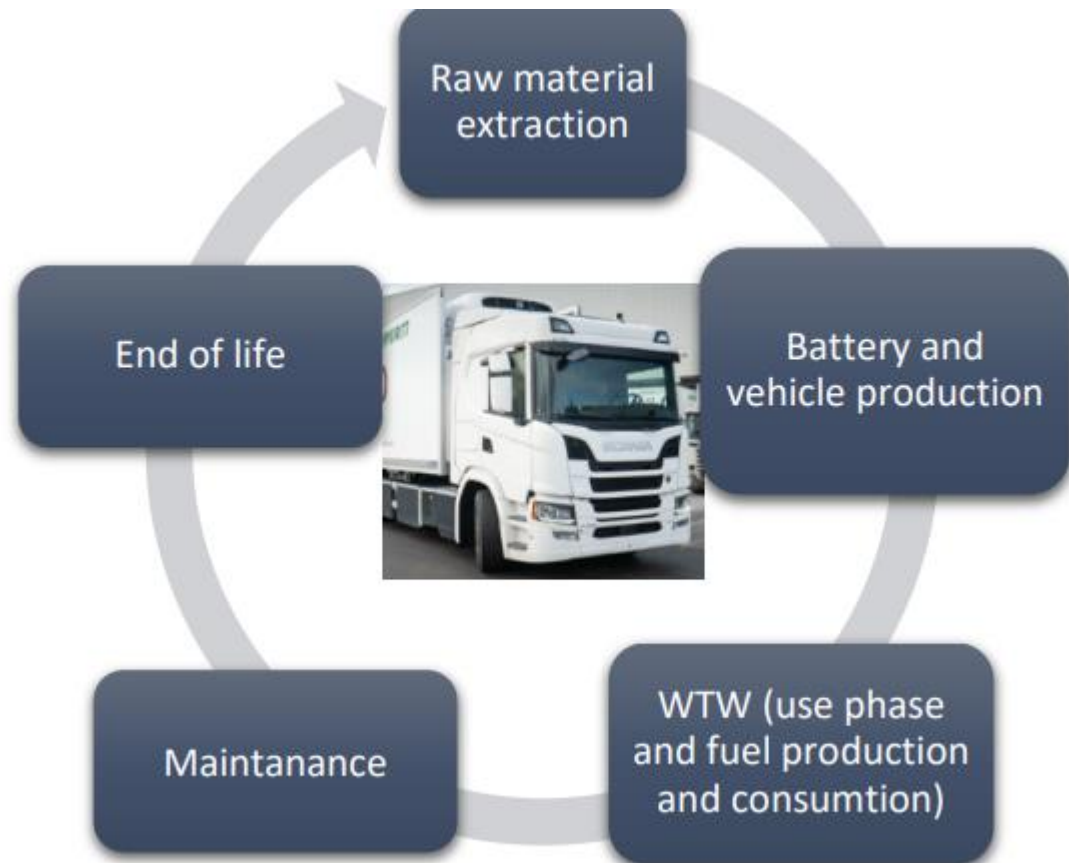 Raw material
extraction
Battery and
vehicle production
WTW (use phase
and fuel production
and consumtion)
Maintanance
End of life
SCANIA